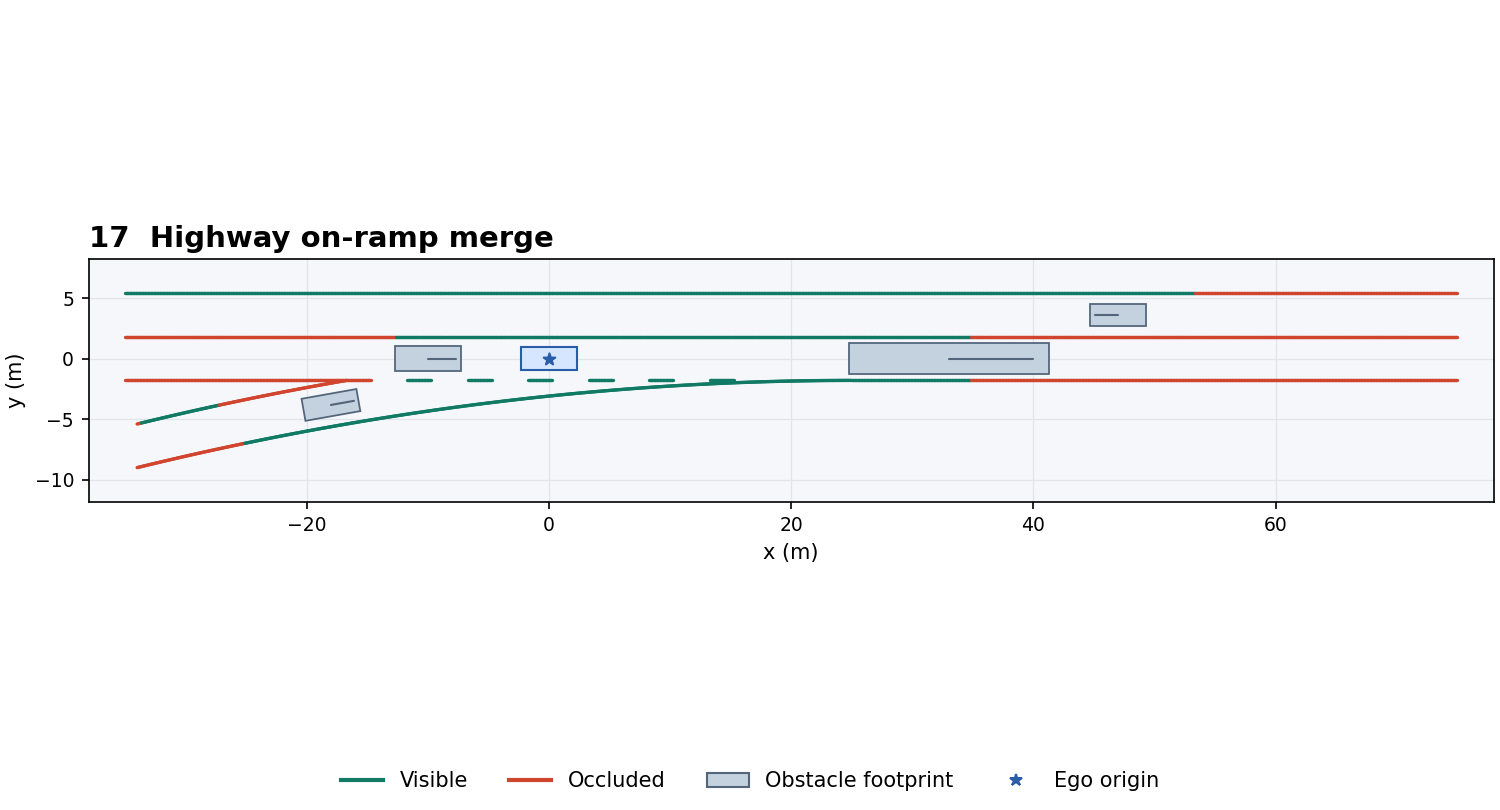 17 Highway on-ramp merge
5
0
−5
−10
y (m)
−20
0
20
40
60
x (m)
Visible
Occluded
Obstacle footprint
Ego origin